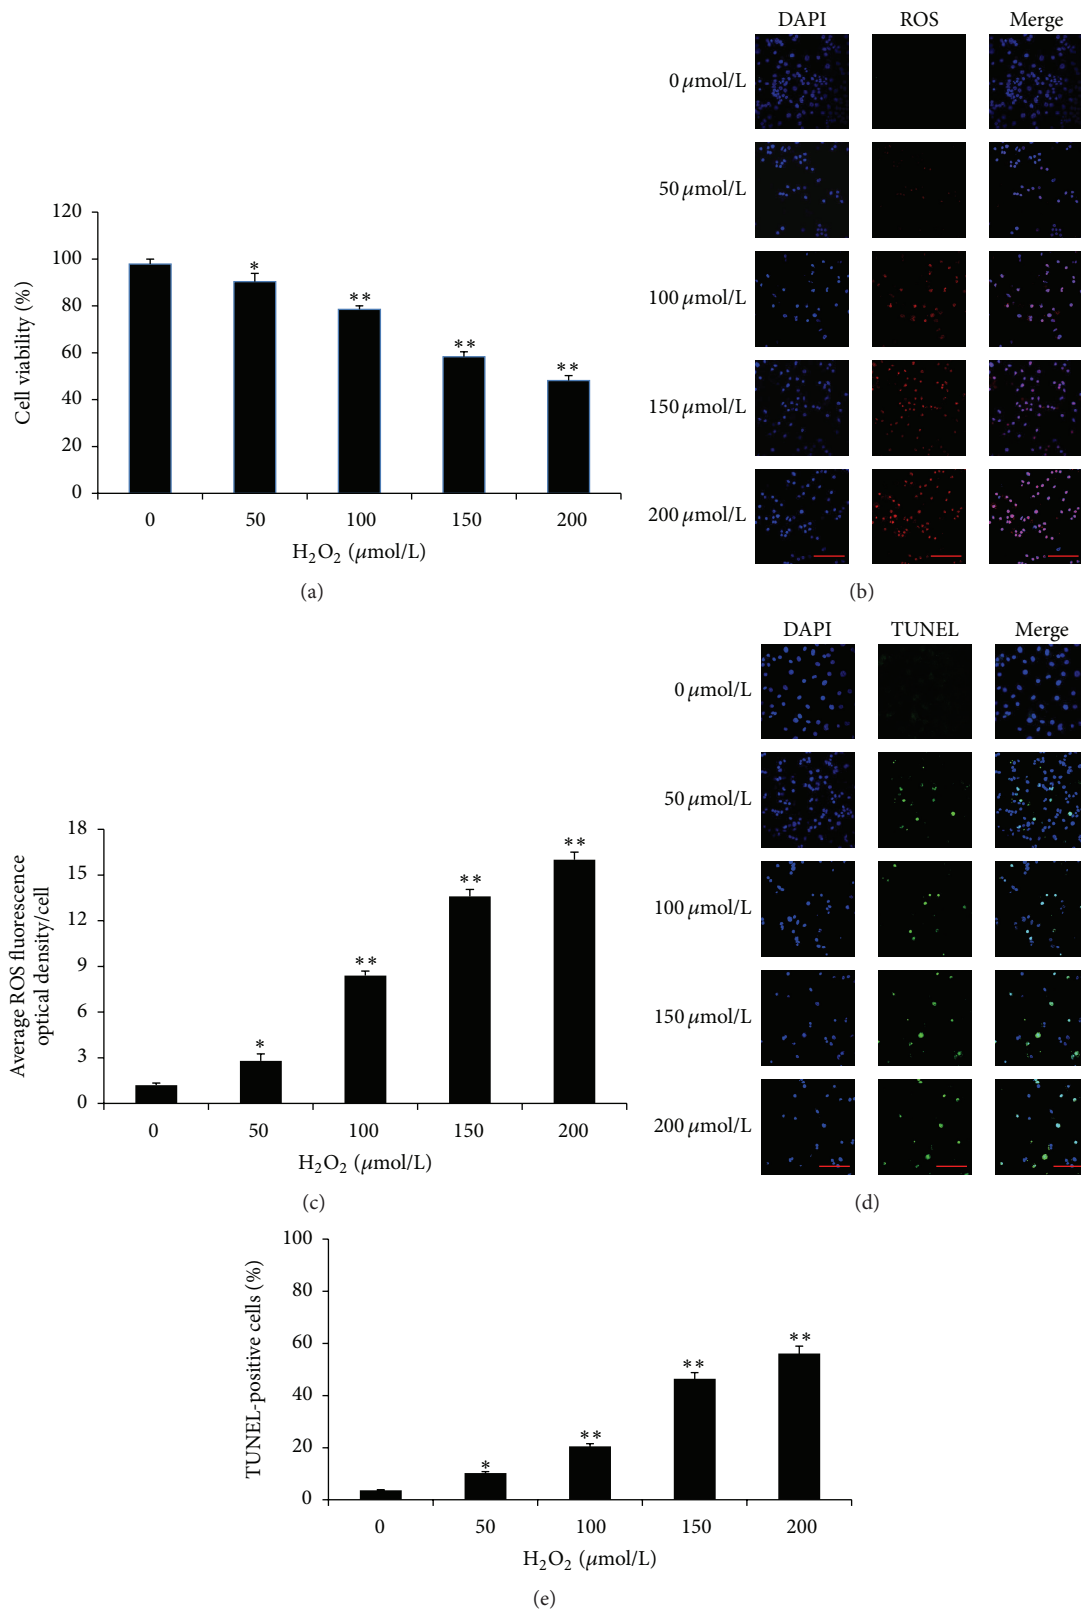 120
100
80
60
40
20
0
Cell viability (%)
* ** ** **
0 50 100 150 200
H₂O₂ (μmol/L)
(a)
DAPI ROS Merge
0 μmol/L
50 μmol/L
100 μmol/L
150 μmol/L
200 μmol/L
(b)
18
15
12
9
6
3
0
Average ROS fluorescence
optical density/cell
* ** ** **
0 50 100 150 200
H₂O₂ (μmol/L)
(c)
DAPI TUNEL Merge
0 μmol/L
50 μmol/L
100 μmol/L
150 μmol/L
200 μmol/L
(d)
100
80
60
40
20
0
TUNEL-positive cells (%)
* ** ** **
0 50 100 150 200
H₂O₂ (μmol/L)
(e)